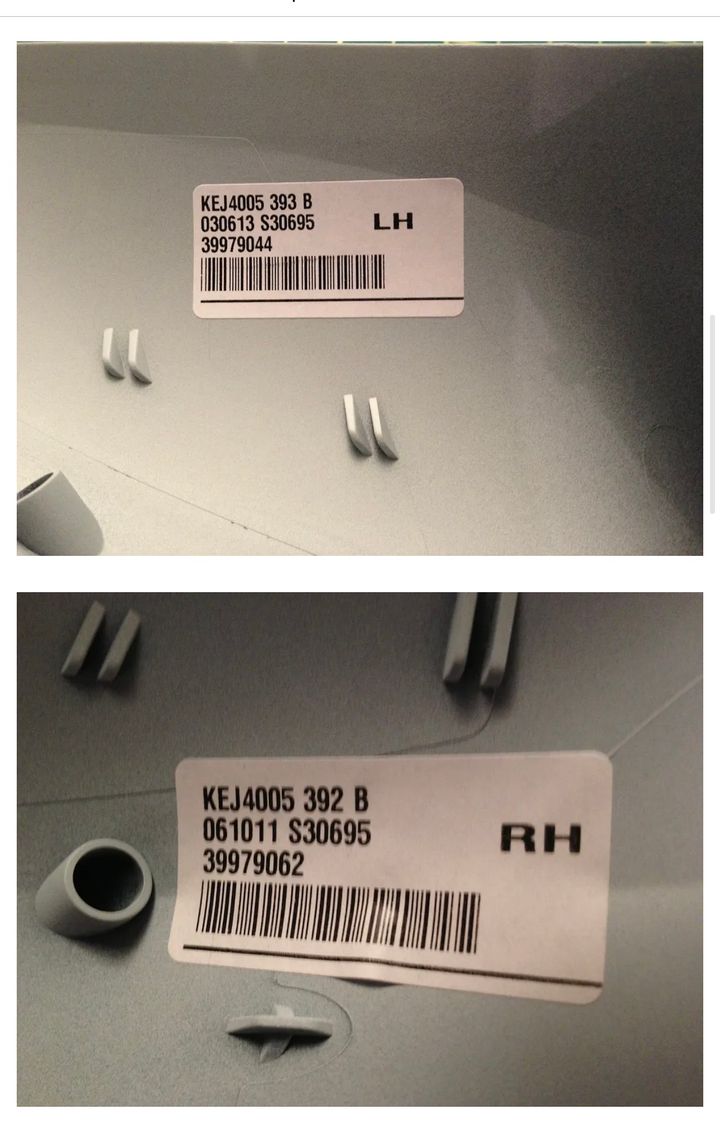 KEJ4005 393 B
030613 S30695 LH
39979044
KEJ4005 392 B
061011 S30695 RH
39979062